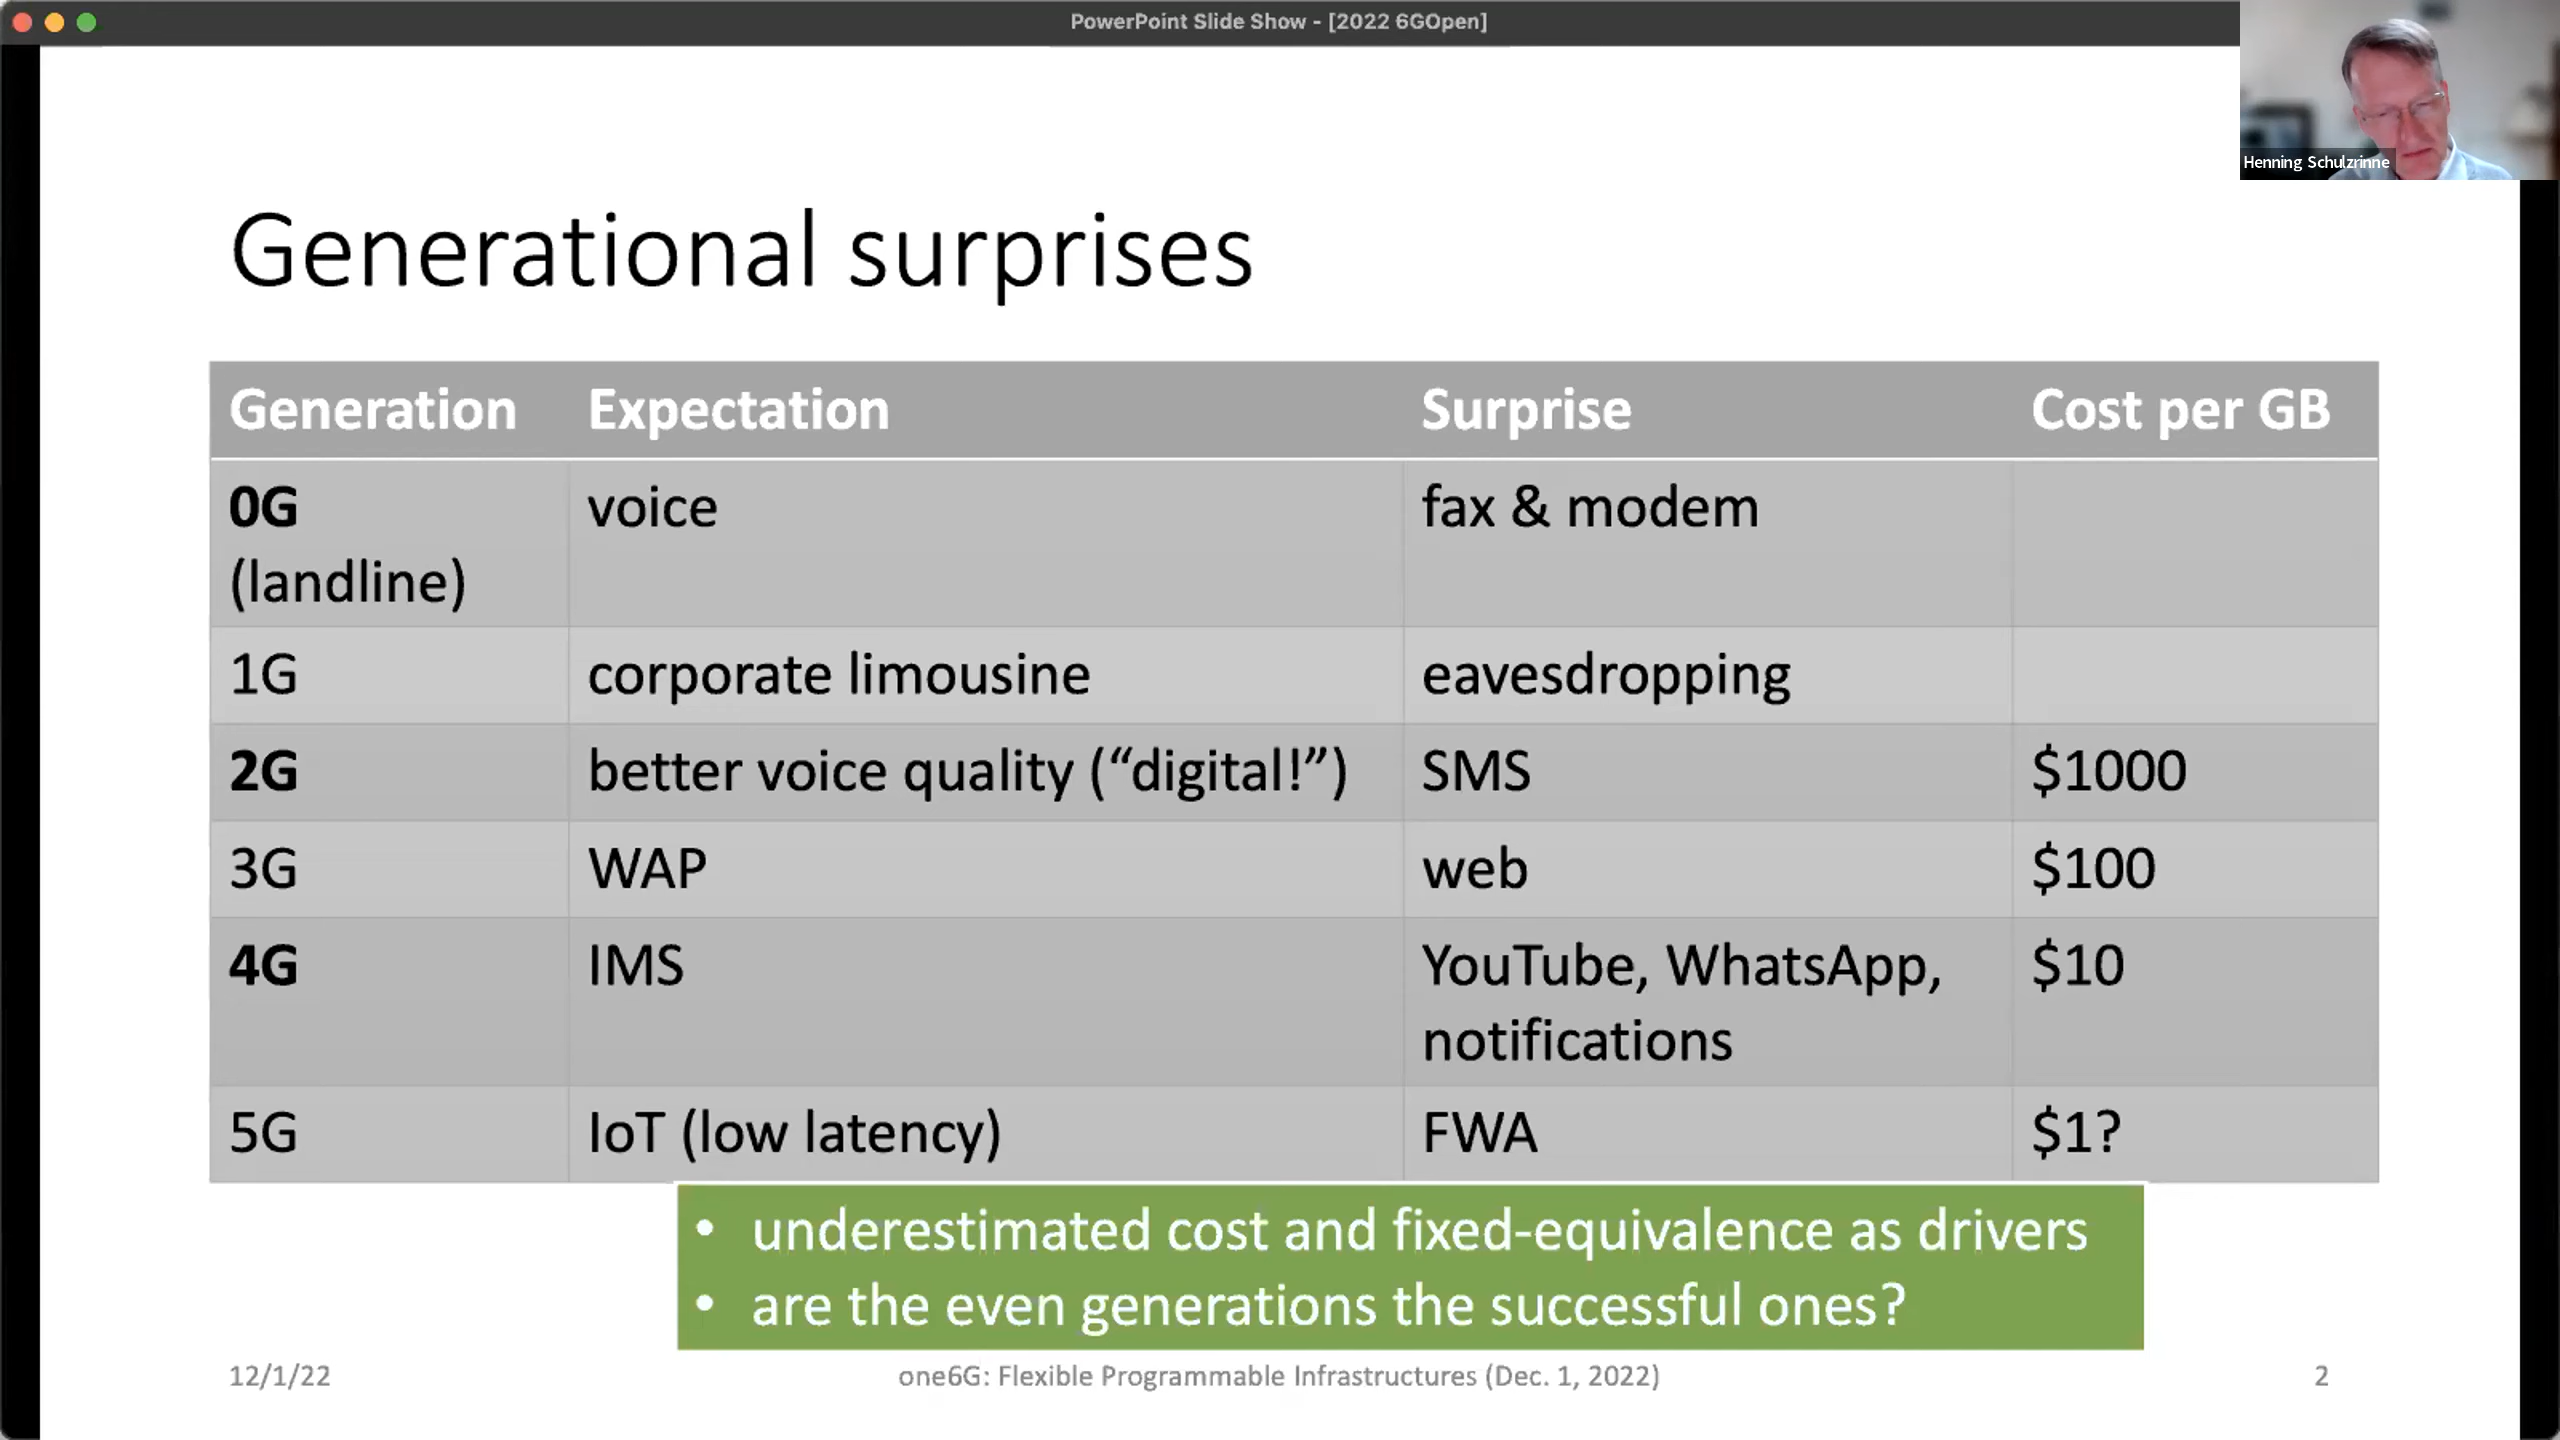 PowerPoint Slide Show - [2022 6GOpen]
Henning Schulzrinne
Generational surprises
Generation Expectation Surprise Cost per GB
0G voice fax & modem
(landline)
1G corporate limousine eavesdropping
2G better voice quality (“digital!”) SMS $1000
3G WAP web $100
4G IMS YouTube, WhatsApp, $10
notifications
5G IoT (low latency) FWA $1?
• underestimated cost and fixed-equivalence as drivers
• are the even generations the successful ones?
12/1/22 one6G: Flexible Programmable Infrastructures (Dec. 1, 2022) 2